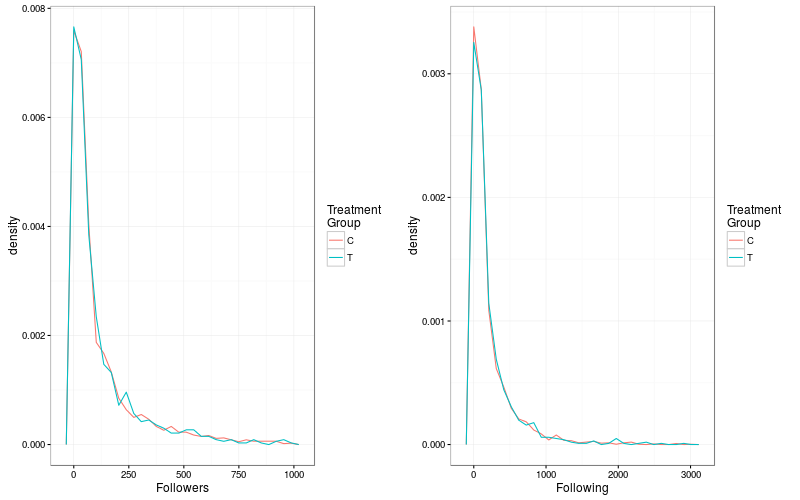 0.008
0.006
0.004
0.002
0.000
density
0 250 500 750 1000
Followers
Treatment
Group
C
T
0.003
0.002
0.001
0.000
density
0 1000 2000 3000
Following
Treatment
Group
C
T